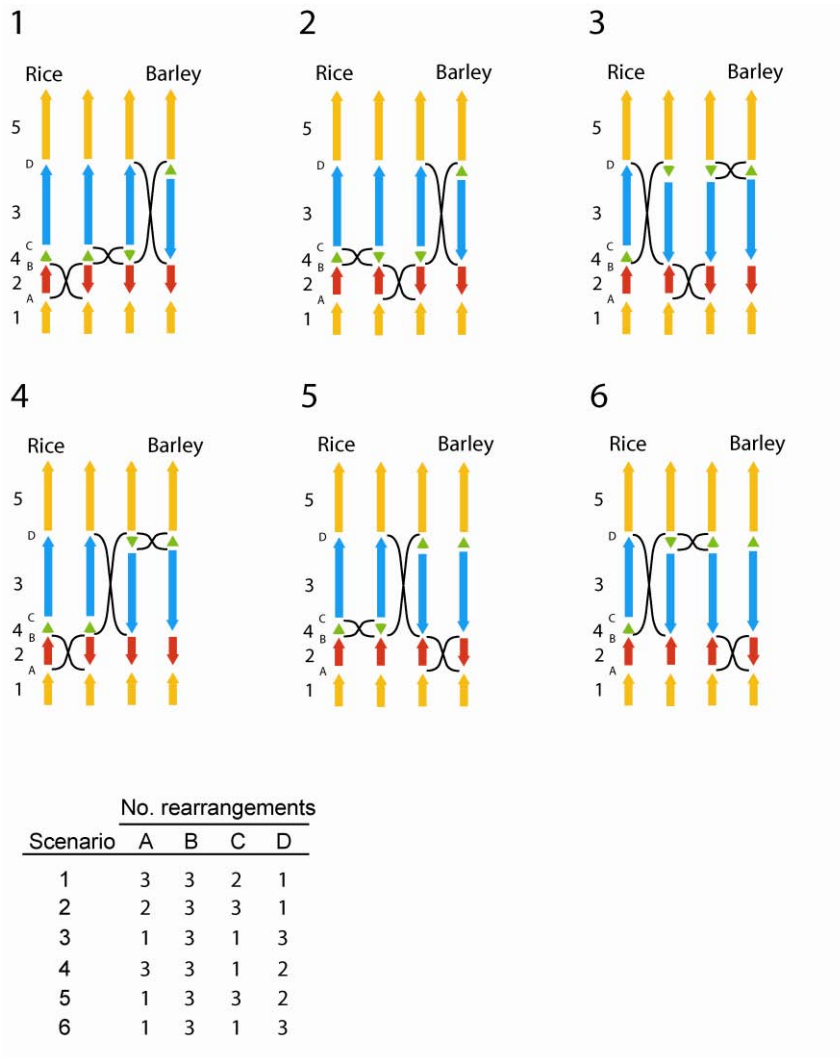 1 2 3
Rice Barley Rice Barley Rice Barley
5 5 5
D D D
3 3 3
C C C
4 4 4
B B B
2 2 2
A A A
1 1 1
4 5 6
Rice Barley Rice Barley Rice Barley
5 5 5
D D D
3 3 3
C C C
4 4 4
B B B
2 2 2
A A A
1 1 1
No. rearrangements
Scenario A B C D
1 3 3 2 1
2 2 3 3 1
3 1 3 1 3
4 3 3 1 2
5 1 3 3 2
6 1 3 1 3